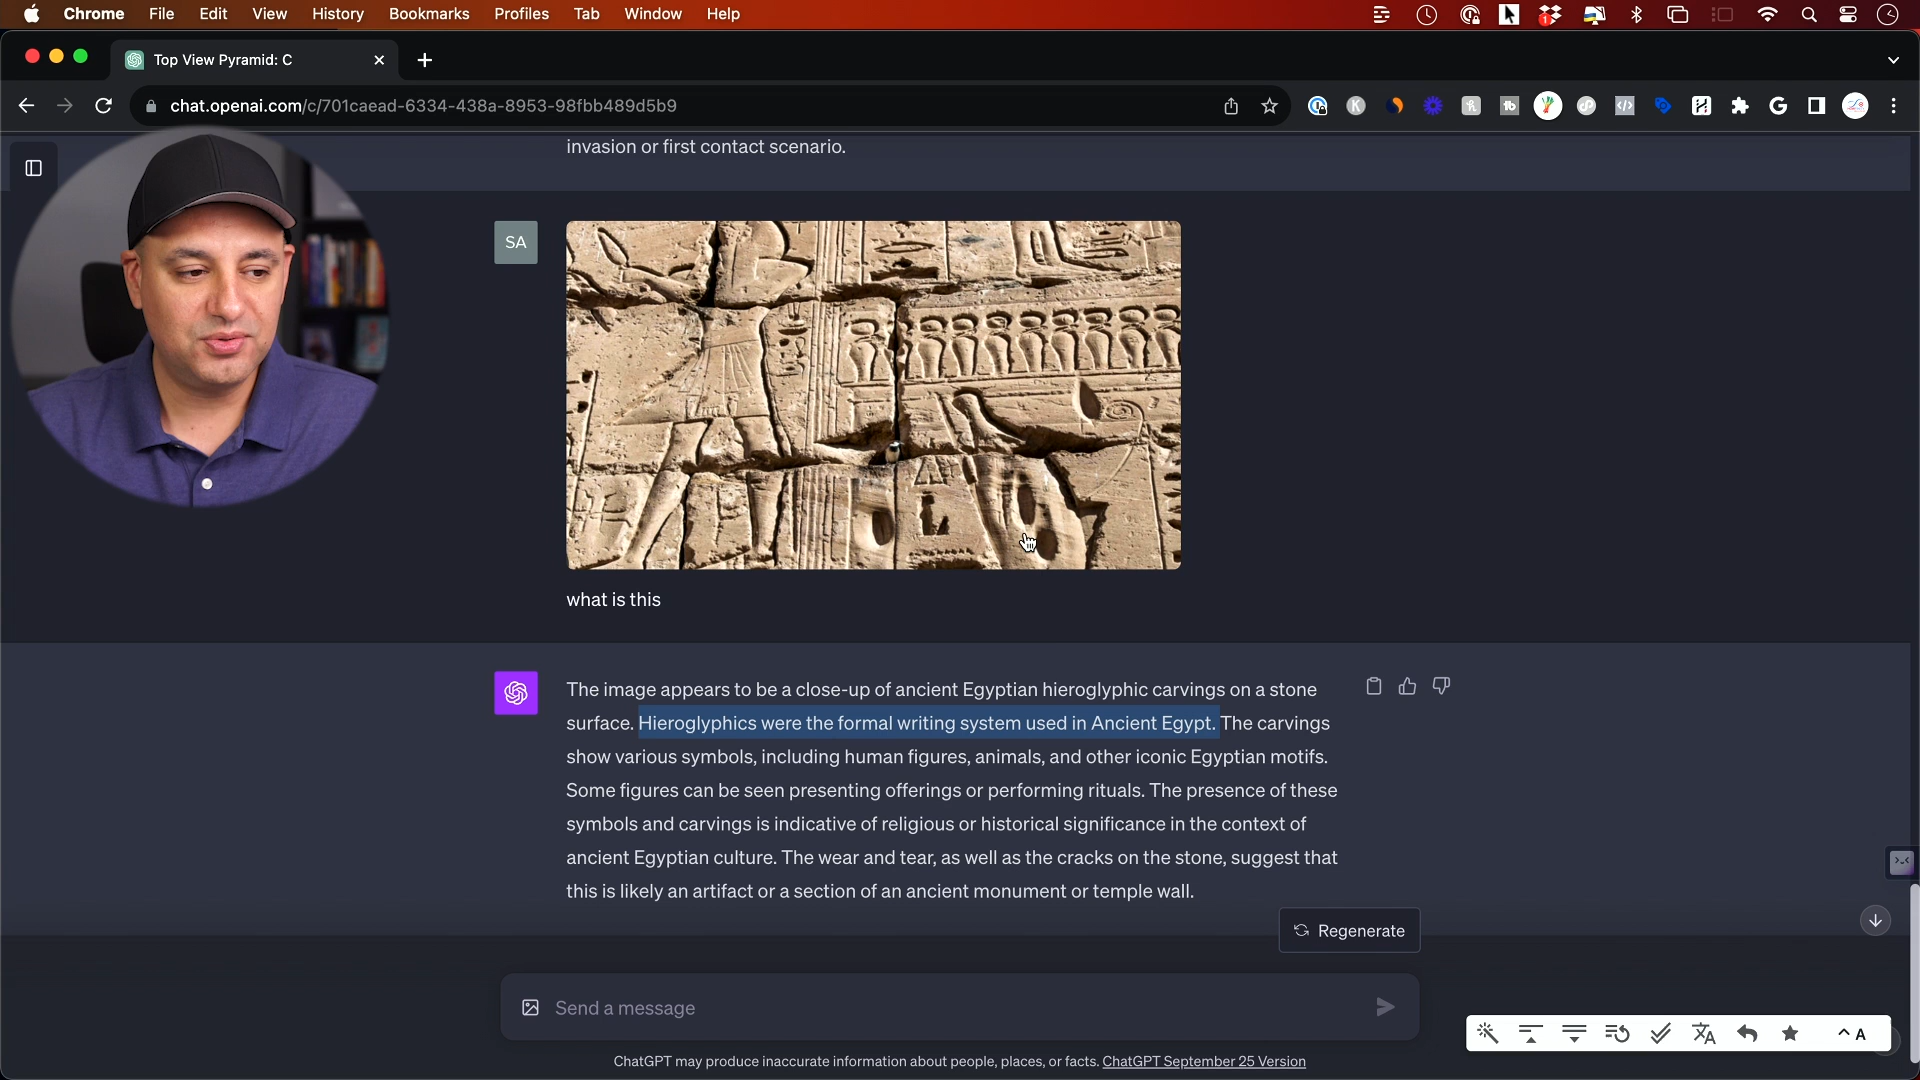 Chrome File Edit View History Bookmarks Profiles Tab Window Help
1
Top View Pyramid: C
chat.openai.com/c/701caead-6334-438a-8953-98fbb489d5b9
invasion or first contact scenario.
SA
what is this
The image appears to be a close-up of ancient Egyptian hieroglyphic carvings on a stone
surface. Hieroglyphics were the formal writing system used in Ancient Egypt. The carvings
show various symbols, including human figures, animals, and other iconic Egyptian motifs.
Some figures can be seen presenting offerings or performing rituals. The presence of these
symbols and carvings is indicative of religious or historical significance in the context of
ancient Egyptian culture. The wear and tear, as well as the cracks on the stone, suggest that
this is likely an artifact or a section of an ancient monument or temple wall.
Regenerate
Send a message
A
ChatGPT may produce inaccurate information about people, places, or facts. ChatGPT September 25 Version